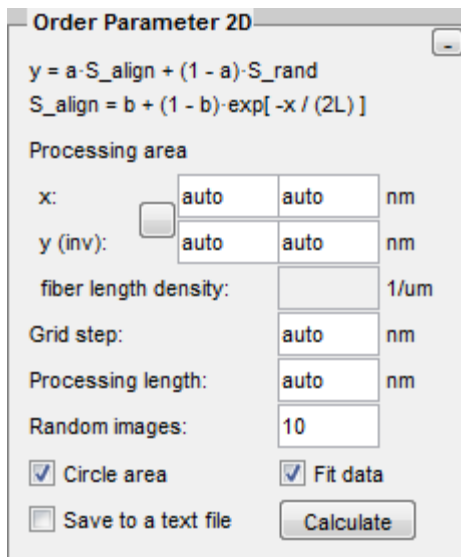 Order Parameter 2D
-
y = a·S_align + (1 - a)·S_rand
S_align = b + (1 - b)·exp[ -x / (2L) ]
Processing area
x: auto auto nm
y (inv): auto auto nm
fiber length density: 1/um
Grid step: auto nm
Processing length: auto nm
Random images: 10
Circle area Fit data
Save to a text file Calculate